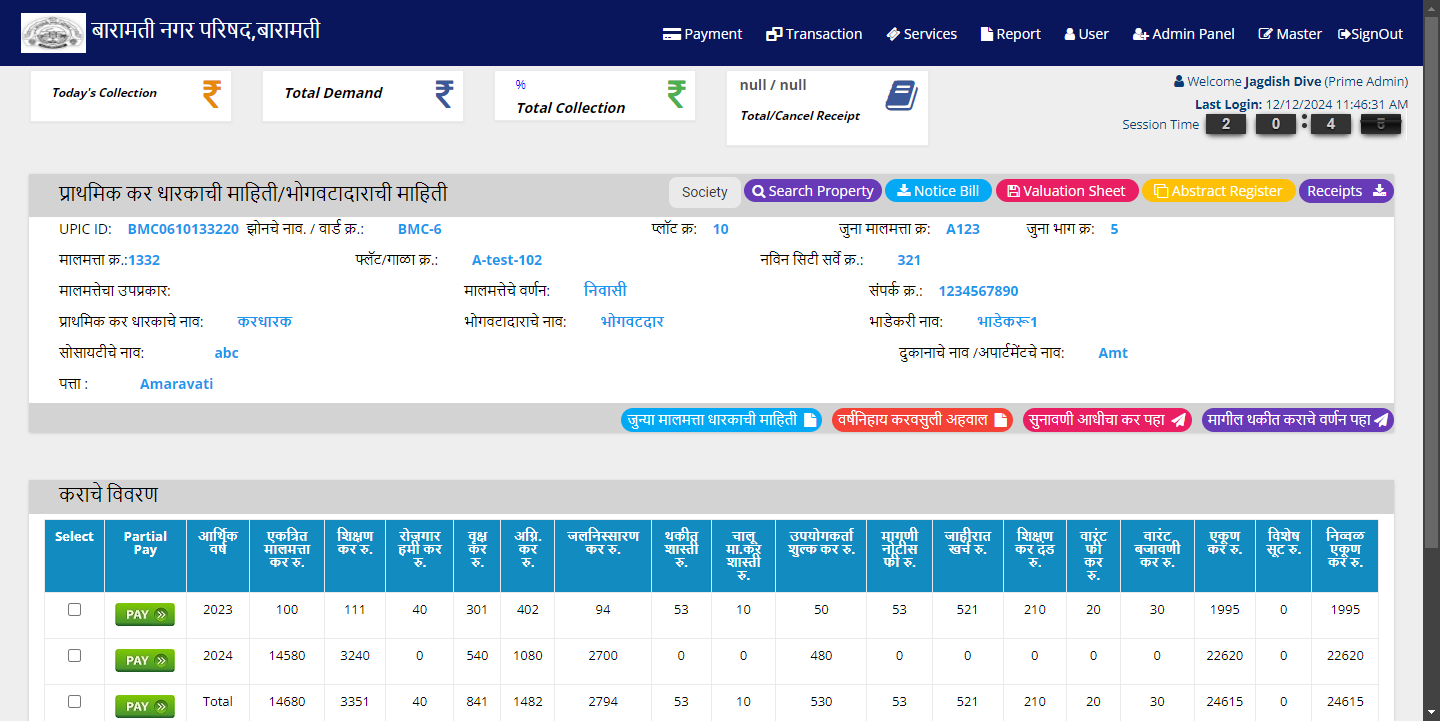 बारामती नगर परिषद,बारामती
Payment Transaction Services Report User Admin Panel Master SignOut
Today's Collection
Total Demand
%
Total Collection
null / null
Total/Cancel Receipt
Welcome Jagdish Dive (Prime Admin)
Last Login: 12/12/2024 11:46:31 AM
Session Time 2 0 : 4
प्राथमिक कर धारकाची माहिती/भोगवटादाराची माहिती
Society Search Property Notice Bill Valuation Sheet Abstract Register Receipts
UPIC ID: BMC0610133220 झोनचे नाव. / वार्ड क्र.: BMC-6 प्लॉट क्र: 10 जुना मालमत्ता क्र: A123 जुना भाग क्र: 5
मालमत्ता क्र.:1332 फ्लॅट/गाळा क्र.: A-test-102 नविन सिटी सर्वे क्र.: 321
मालमत्तेचा उपप्रकार: मालमत्तेचे वर्णन: निवासी संपर्क क्र.: 1234567890
प्राथमिक कर धारकाचे नाव: करधारक भोगवटादाराचे नाव: भोगवटदार भाडेकरी नाव: भाडेकरू1
सोसायटीचे नाव: abc दुकानाचे नाव /अपार्टमेंटचे नाव: Amt
पत्ता : Amaravati
जुन्या मालमत्ता धारकाची माहिती वर्षनिहाय करवसुली अहवाल सुनावणी आधीचा कर पहा मागील थकीत कराचे वर्णन पहा
कराचे विवरण
Select Partial Pay आर्थिक वर्ष एकत्रित मालमत्ता कर रु. शिक्षण कर रु. रोजगार हमी कर रु. वृक्ष कर रु. अग्नि. कर रु. जलनिस्सारण कर रु. थकीत शास्ती रु. चालू मा.कर शास्ती रु. उपयोगकर्ता शुल्क कर रु. मागणी नोटीस फी रु. जाहीरात खर्च रु. शिक्षण कर दंड रु. वारंट फी कर रु. वारंट बजावणी कर रु. एकूण कर रु. विशेष सूट रु. निव्वळ एकूण कर रु.
PAY 2023 100 111 40 301 402 94 53 10 50 53 521 210 20 30 1995 0 1995
PAY 2024 14580 3240 0 540 1080 2700 0 0 480 0 0 0 0 0 22620 0 22620
PAY Total 14680 3351 40 841 1482 2794 53 10 530 53 521 210 20 30 24615 0 24615